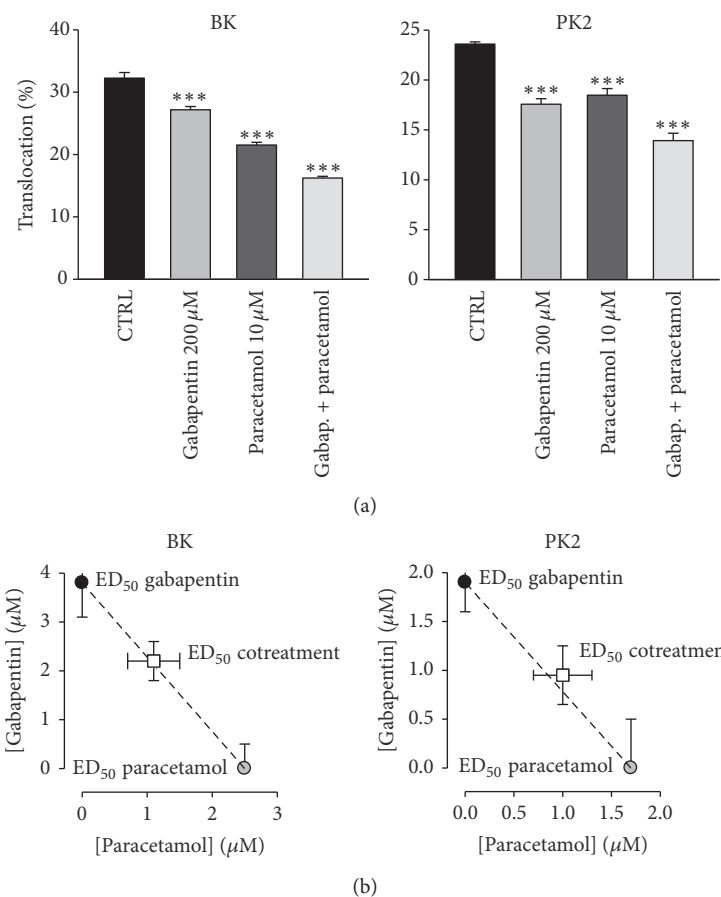 BK
PK2
Translocation (%)
40
30
20
10
0
***
***
***
CTRL
Gabapentin 200 μM
Paracetamol 10 μM
Gabap. + paracetamol
25
20
15
10
5
0
***
***
***
CTRL
Gabapentin 200 μM
Paracetamol 10 μM
Gabap. + paracetamol
(a)
BK
[Gabapentin] (μM)
4
3
2
1
0
ED50 gabapentin
ED50 cotreatment
ED50 paracetamol
0 1 2 3
[Paracetamol] (μM)
PK2
[Gabapentin] (μM)
2.0
1.5
1.0
0.5
0.0
ED50 gabapentin
ED50 cotreatmen
ED50 paracetamol
0.0 0.5 1.0 1.5 2.0
[Paracetamol] (μM)
(b)